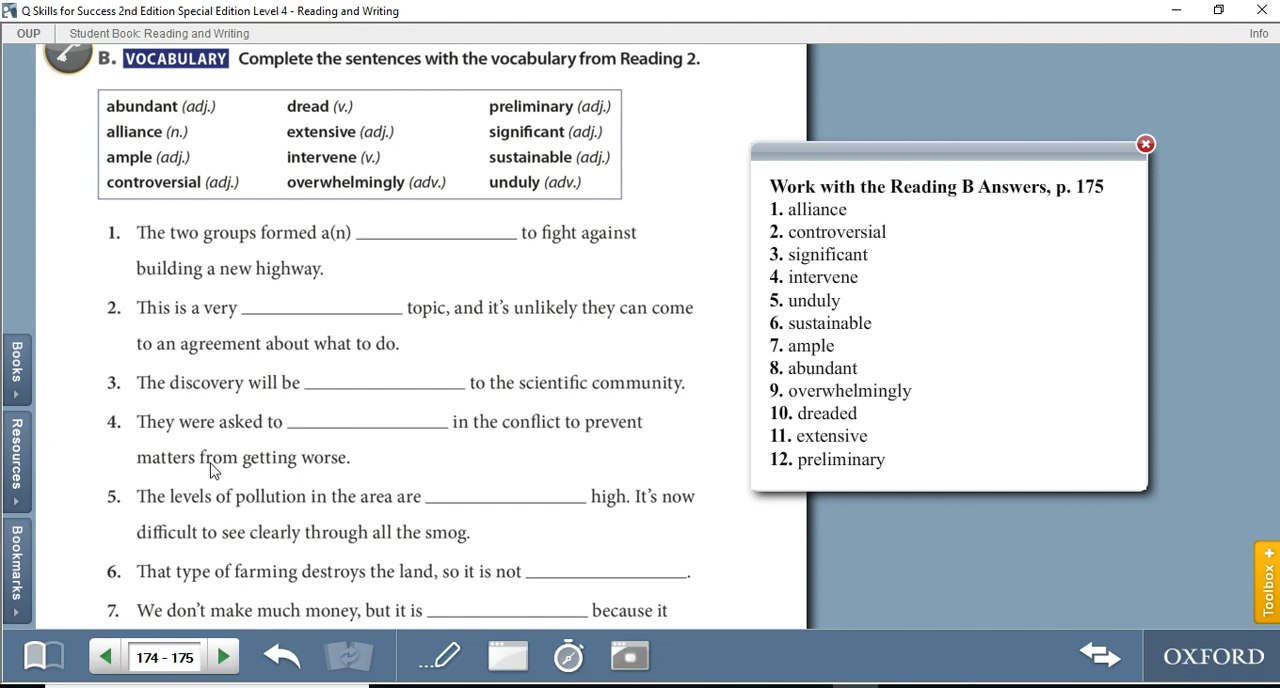 Q Skills for Success 2nd Edition Special Edition Level 4 - Reading and Writing
OUP
Student Book: Reading and Writing
Info
B. VOCABULARY Complete the sentences with the vocabulary from Reading 2.
abundant (adj.) dread (v.) preliminary (adj.)
alliance (n.) extensive (adj.) significant (adj.)
ample (adj.) intervene (v.) sustainable (adj.)
controversial (adj.) overwhelmingly (adv.) unduly (adv.)
1. The two groups formed a(n) ________________ to fight against
building a new highway.
2. This is a very ________________ topic, and it's unlikely they can come
to an agreement about what to do.
3. The discovery will be ________________ to the scientific community.
4. They were asked to ________________ in the conflict to prevent
matters from getting worse.
5. The levels of pollution in the area are ________________ high. It's now
difficult to see clearly through all the smog.
6. That type of farming destroys the land, so it is not ________________.
7. We don't make much money, but it is ________________ because it
Work with the Reading B Answers, p. 175
1. alliance
2. controversial
3. significant
4. intervene
5. unduly
6. sustainable
7. ample
8. abundant
9. overwhelmingly
10. dreaded
11. extensive
12. preliminary
Books
Resources
Bookmarks
Toolbox +
174 - 175
OXFORD